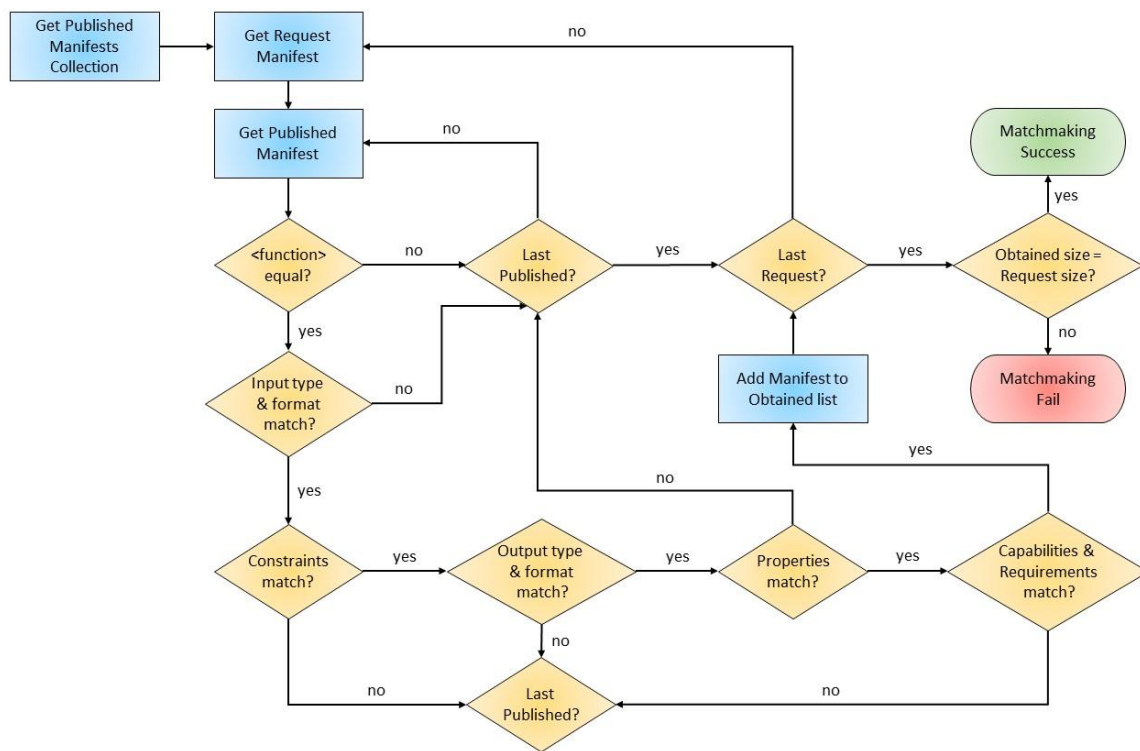 Get Published
Manifests
Collection
Get Request
Manifest
no
Get Published
Manifest
no
Matchmaking
Success
yes
<function>
equal?
no
Last
Published?
yes
Last
Request?
yes
Obtained size =
Request size?
yes
no
Input type
& format
match?
no
Add Manifest to
Obtained list
Matchmaking
Fail
yes
yes
no
Constraints
match?
yes
Output type
& format
match?
yes
Properties
match?
yes
Capabilities &
Requirements
match?
no
no
Last
Published?
no